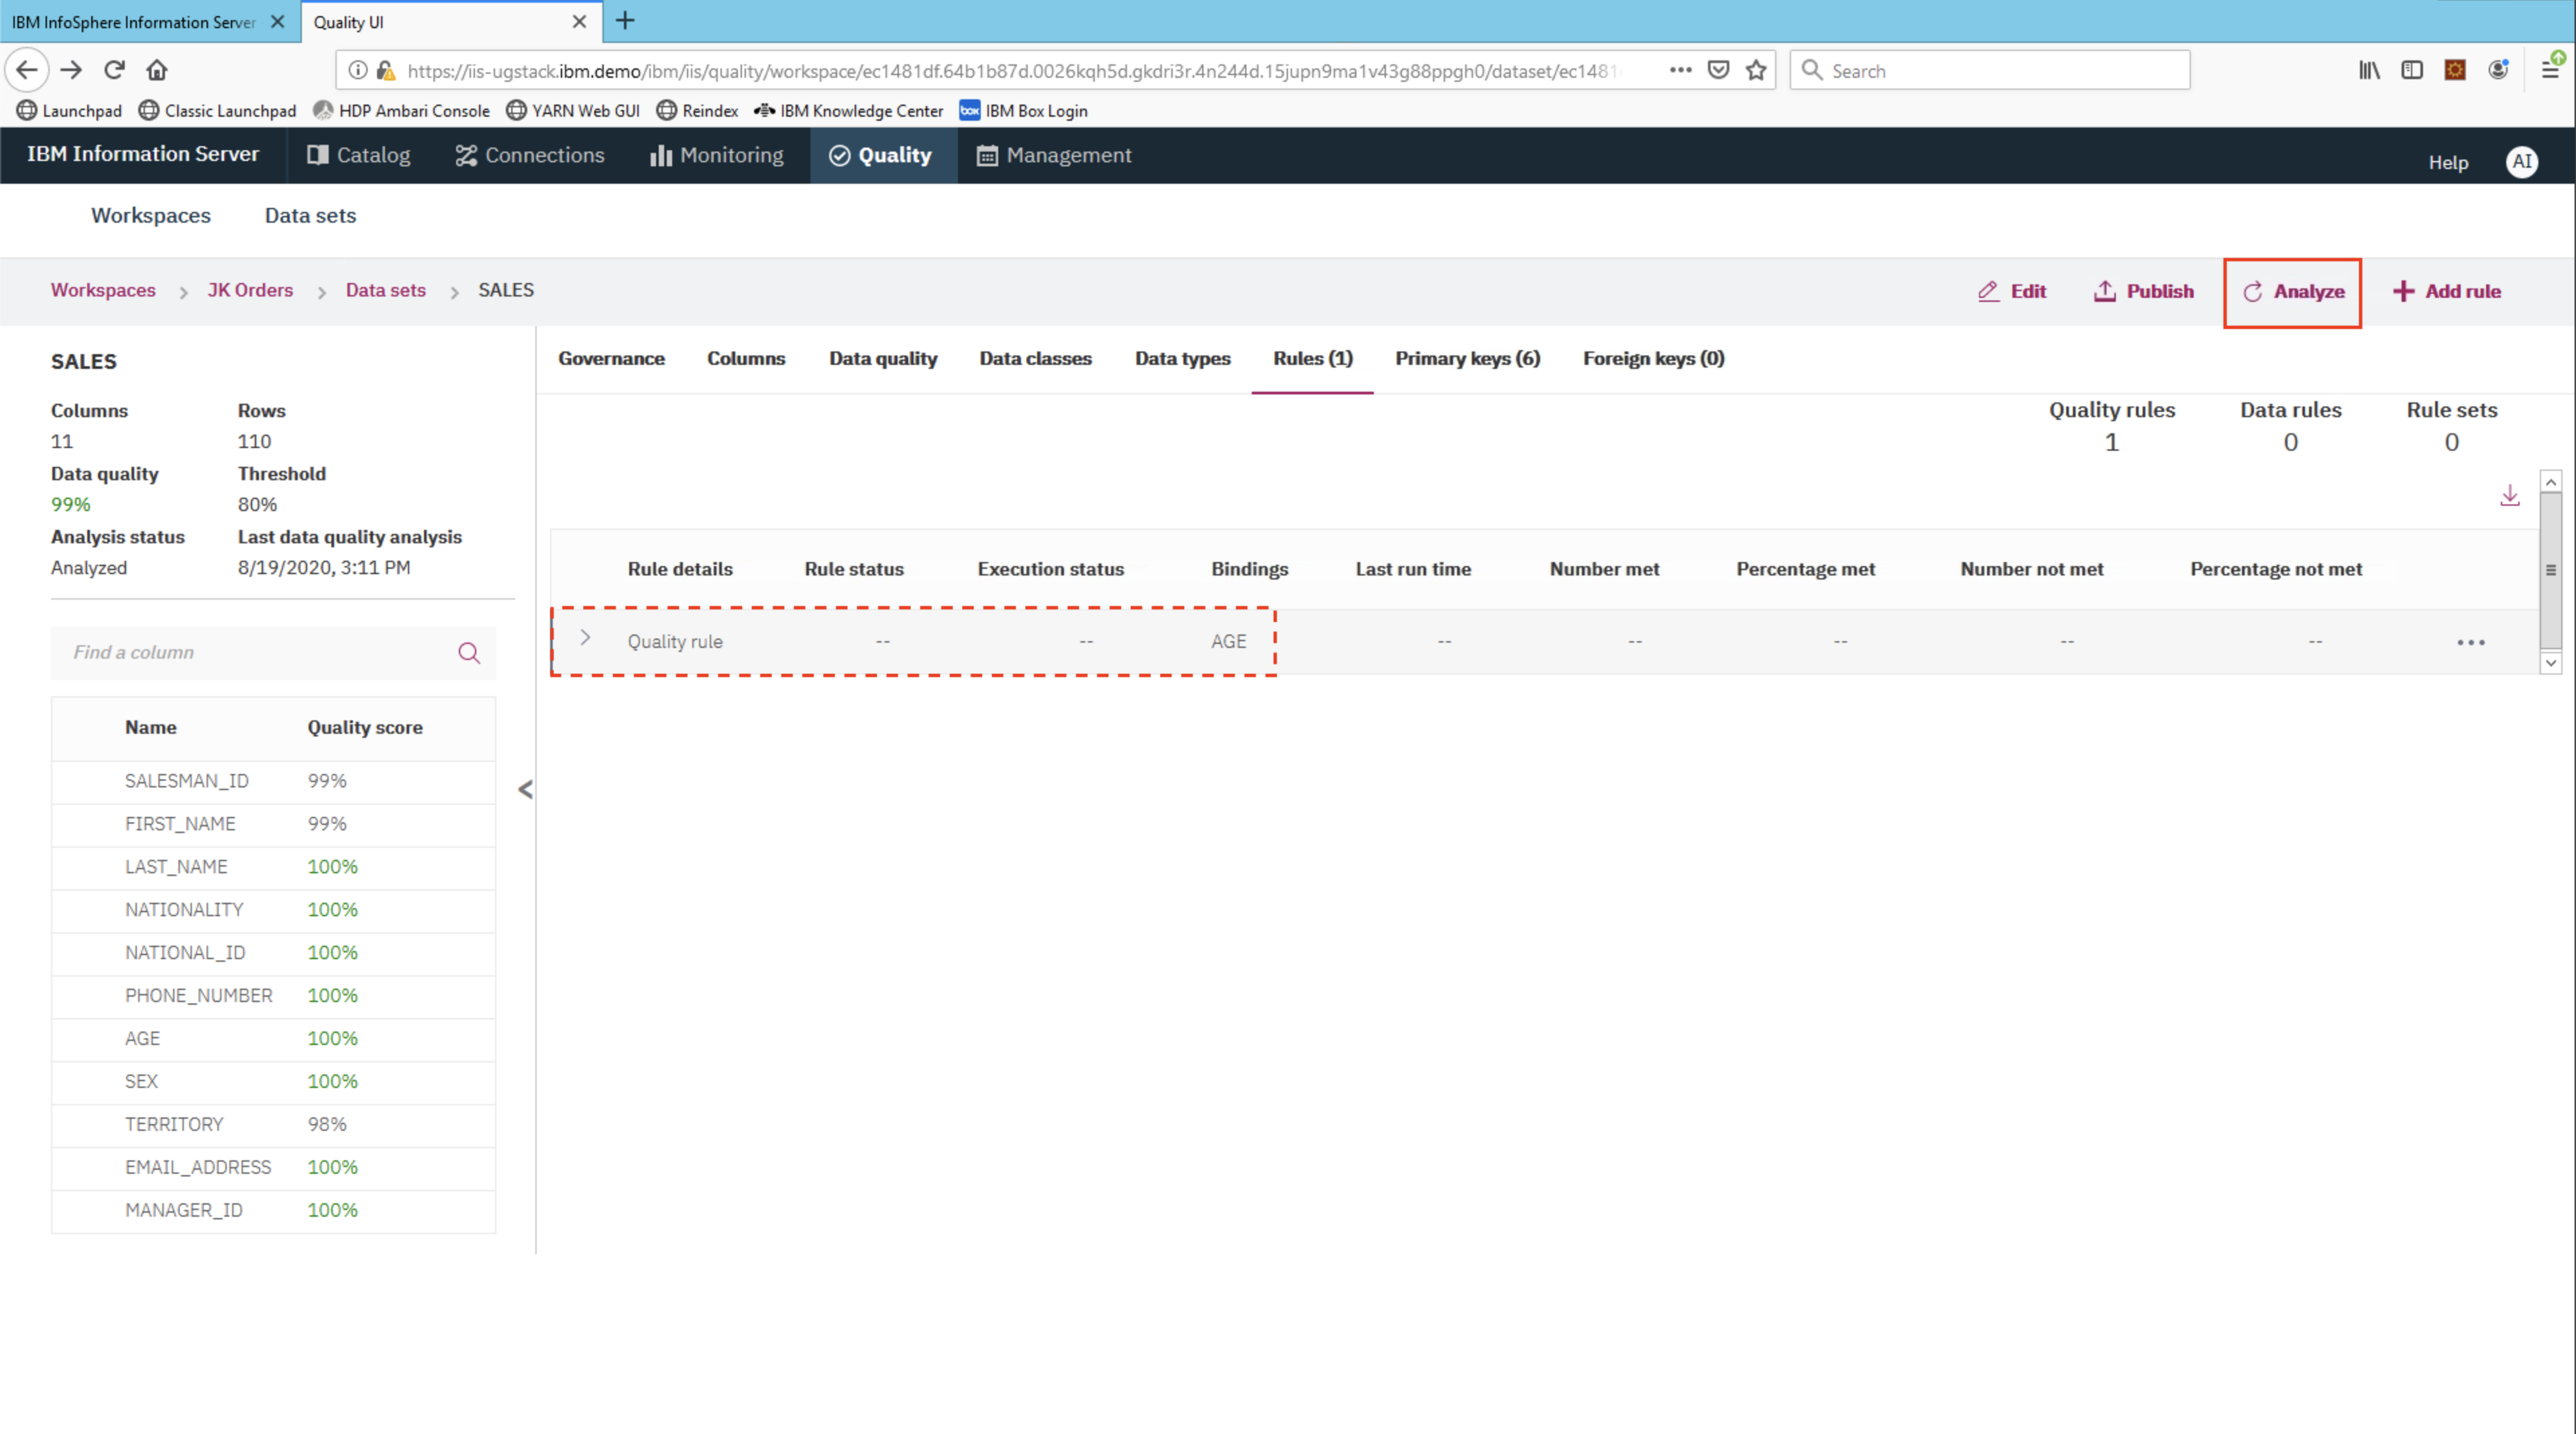 IBM InfoSphere Information Server
Quality UI
https://iis-ugstack.ibm.demo/ibm/iis/quality/workspace/ec1481df.64b1b87d.0026kqh5d.gkdri3r.4n244d.15jupn9ma1v43g88ppgh0/dataset/ec1481
Search
Launchpad Classic Launchpad HDP Ambari Console YARN Web GUI Reindex IBM Knowledge Center box IBM Box Login
IBM Information Server Catalog Connections Monitoring Quality Management Help AI
Workspaces Data sets
Workspaces > JK Orders > Data sets > SALES
Edit Publish Analyze + Add rule
SALES
Columns Rows
11 110
Data quality Threshold
99% 80%
Analysis status Last data quality analysis
Analyzed 8/19/2020, 3:11 PM
Find a column
Name Quality score
SALESMAN_ID 99%
FIRST_NAME 99%
LAST_NAME 100%
NATIONALITY 100%
NATIONAL_ID 100%
PHONE_NUMBER 100%
AGE 100%
SEX 100%
TERRITORY 98%
EMAIL_ADDRESS 100%
MANAGER_ID 100%
Governance Columns Data quality Data classes Data types Rules (1) Primary keys (6) Foreign keys (0)
Quality rules Data rules Rule sets
1 0 0
Rule details Rule status Execution status Bindings Last run time Number met Percentage met Number not met Percentage not met
Quality rule -- -- AGE -- -- -- -- --